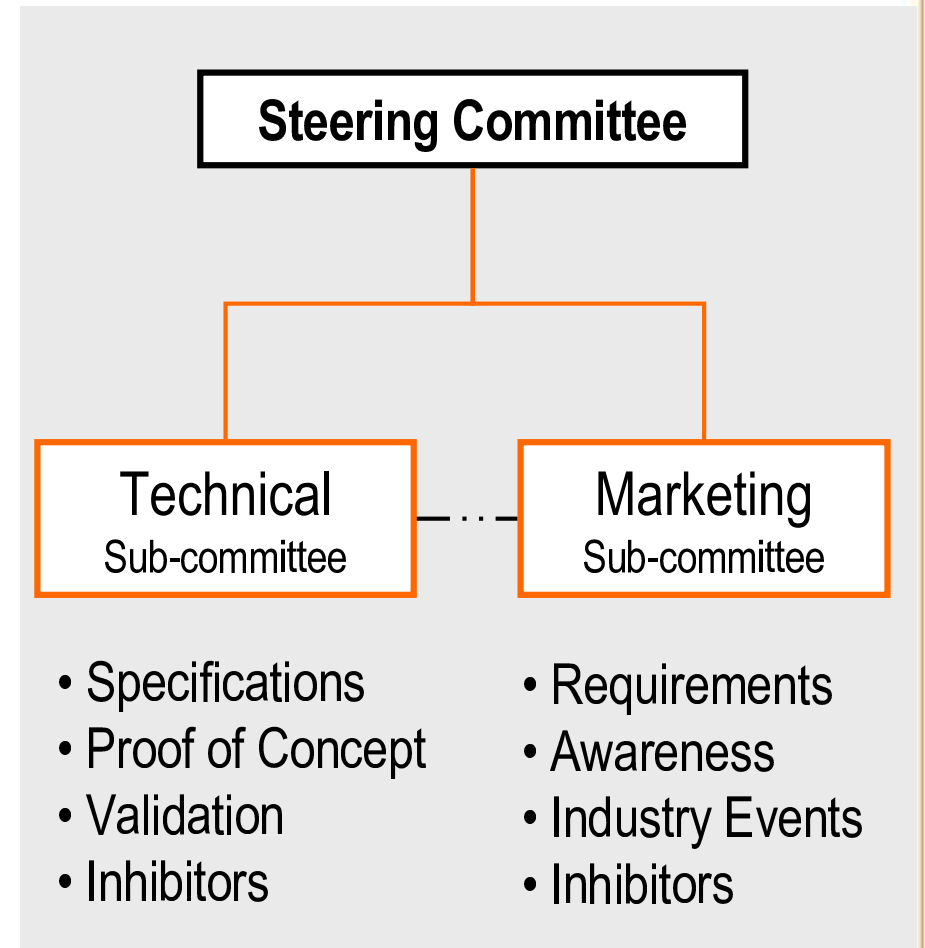 Steering Committee
Technical
Sub-committee
Marketing
Sub-committee
• Specifications
• Proof of Concept
• Validation
• Inhibitors
• Requirements
• Awareness
• Industry Events
• Inhibitors